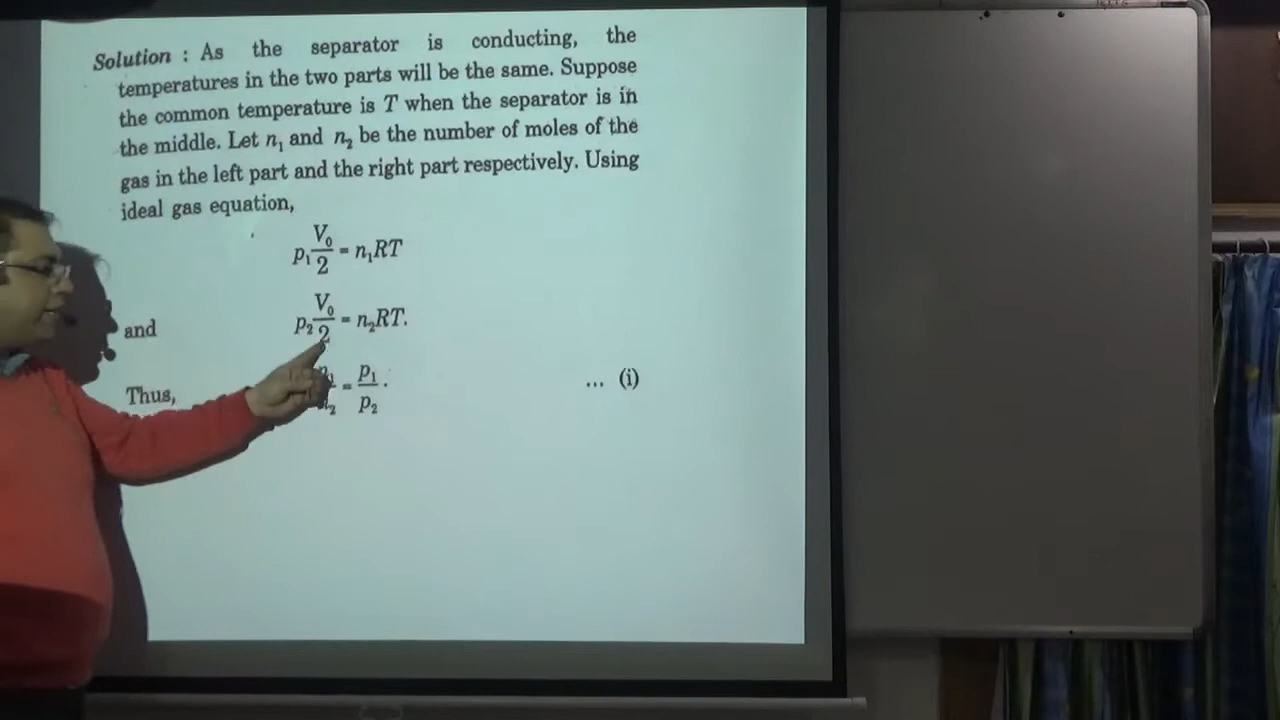 Solution : As the separator is conducting, the
temperatures in the two parts will be the same. Suppose
the common temperature is T when the separator is in
the middle. Let n₁ and n₂ be the number of moles of the
gas in the left part and the right part respectively. Using
ideal gas equation,
p₁ V₀/2 = n₁RT
and p₂ V₀/2 = n₂RT.
Thus, n₁/n₂ = p₁/p₂. ... (i)